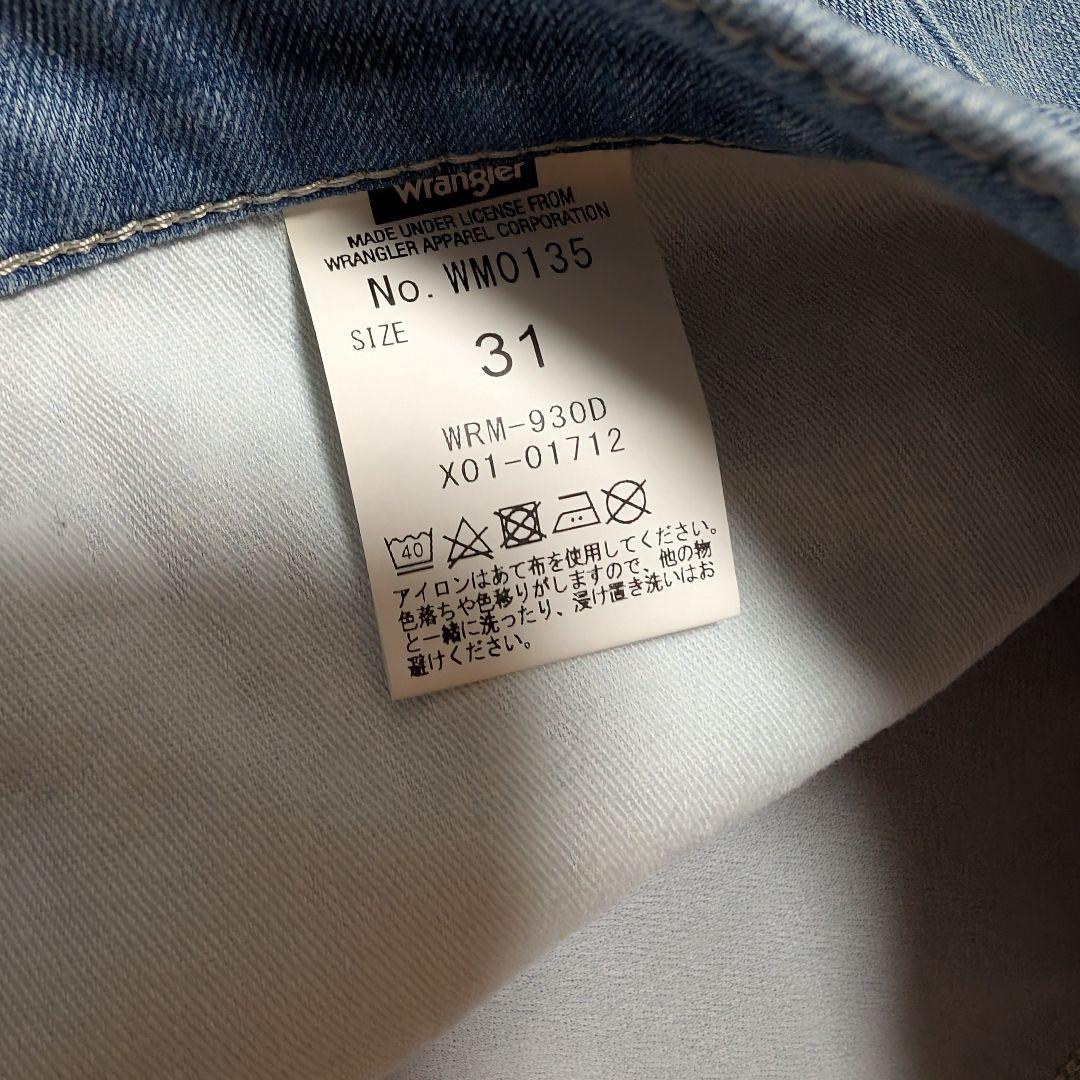 Wrangler
MADE UNDER LICENSE FROM
WRANGLER APPAREL CORPORATION
No. WM0135
SIZE 31
WRM-930D
X01-01712
40
アイロンはあて布を使用してください。
色落ちや色移りがしますので、他の物
と一緒に洗ったり、浸け置き洗いはお
避けください。